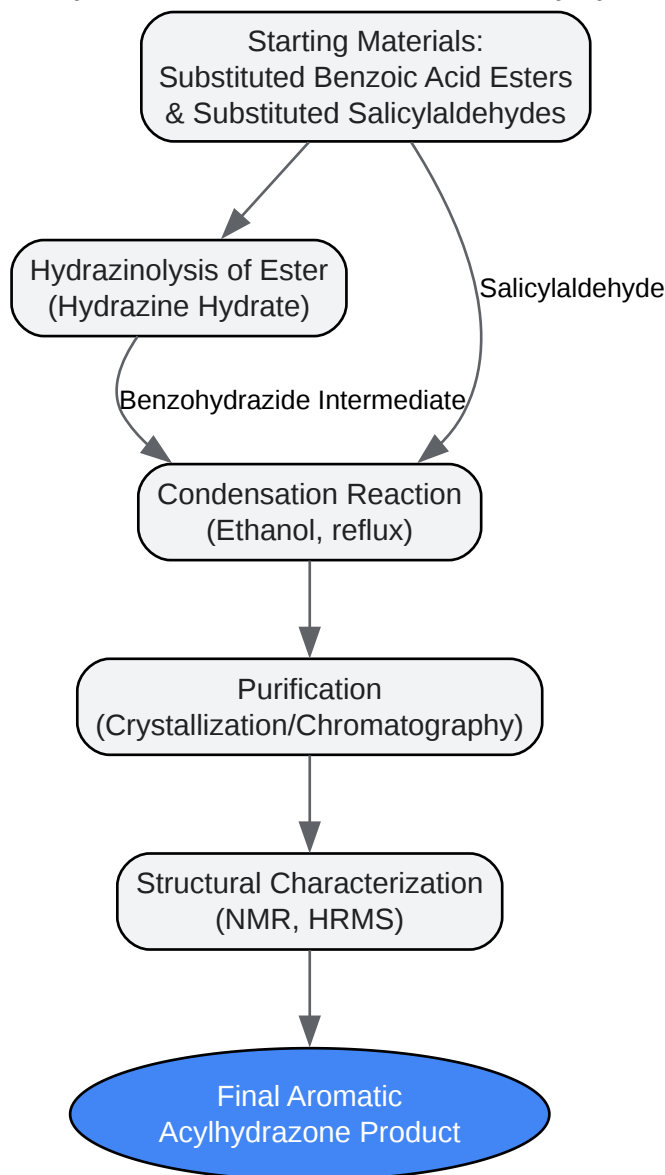 Starting Materials:
Substituted Benzoic Acid Esters
& Substituted Salicylaldehydes
Hydrazinolysis of Ester
(Hydrazine Hydrate)
Salicylaldehyde
Benzohydrazide Intermediate
Condensation Reaction
(Ethanol, reflux)
Purification
(Crystallization/Chromatography)
Structural Characterization
(NMR, HRMS)
Final Aromatic
Acylhydrazone Product